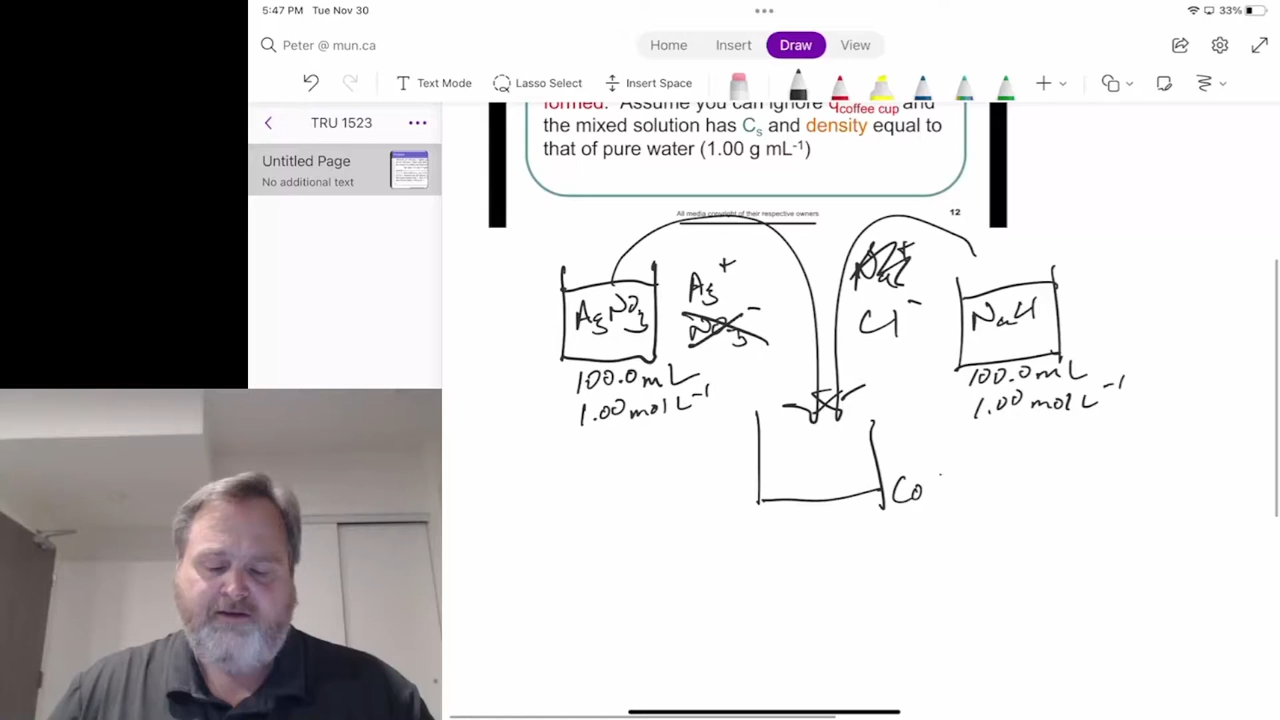 5:47 PM Tue Nov 30
33%
Peter @ mun.ca
Home Insert Draw View
Text Mode Lasso Select Insert Space
TRU 1523
Untitled Page
No additional text
formed. Assume you can ignore qcoffee cup and
the mixed solution has Cs and density equal to
that of pure water (1.00 g mL-1)
All media copyright of their respective owners
12
AgNO3
Ag+
NO3-
Cl-
NaCl
100.0 mL
1.00 mol L-1
100.0 mL
1.00 mol L-1
Co